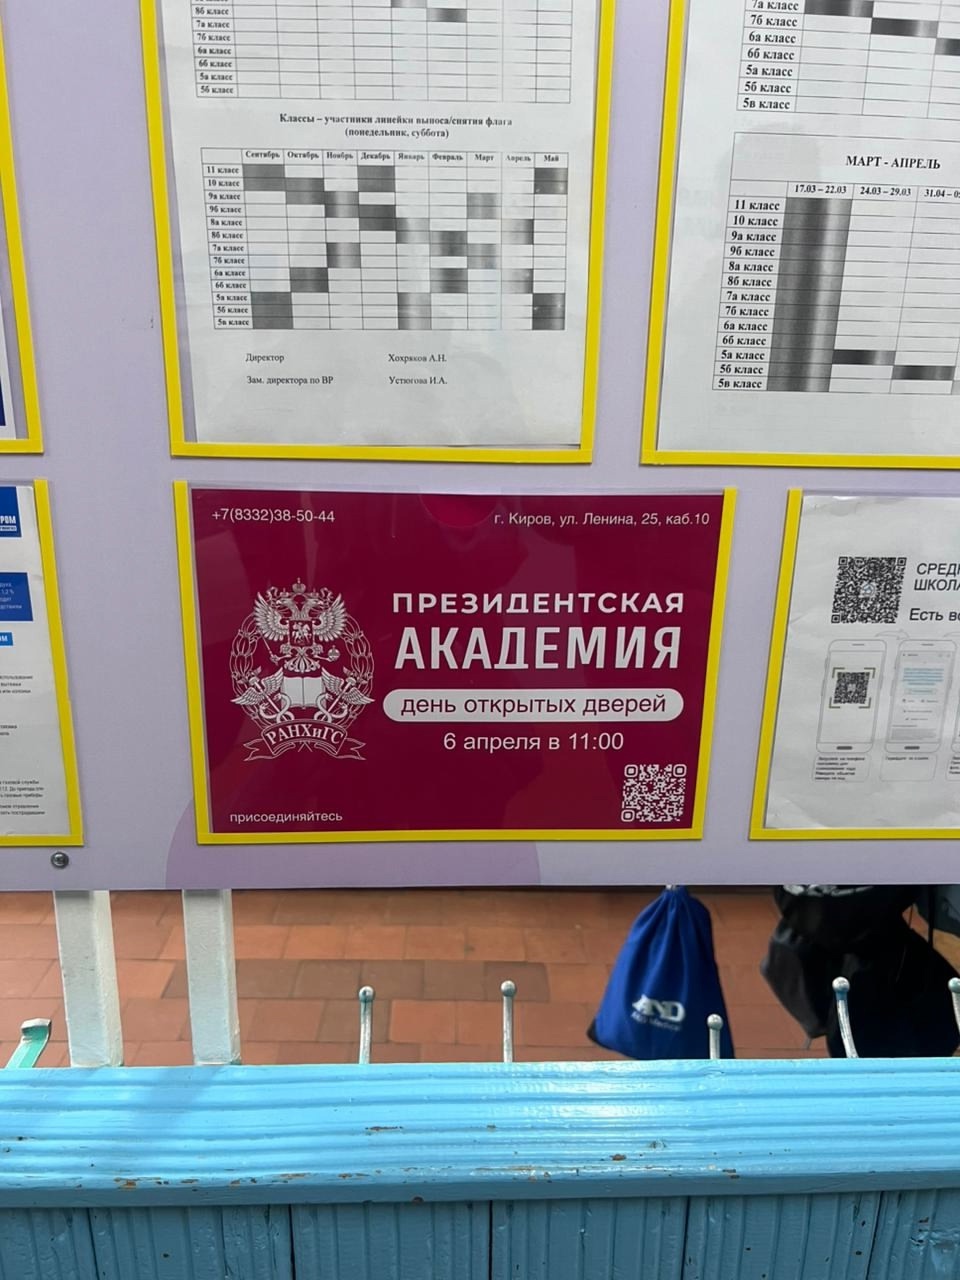 8б класс
7а класс
7б класс
6а класс
6б класс
5а класс
5б класс
Классы – участники линейки выноса/снятия флага
(понедельник, суббота)
Сентябрь Октябрь Ноябрь Декабрь Январь Февраль Март Апрель Май
11 класс
10 класс
9а класс
9б класс
8а класс
8б класс
7а класс
7б класс
6а класс
6б класс
5а класс
5б класс
5в класс
Директор Хохряков А.Н.
Зам. директора по ВР Устюгова И.А.
7а класс
7б класс
6а класс
6б класс
5а класс
5б класс
5в класс
МАРТ - АПРЕЛЬ
17.03 – 22.03 24.03 – 29.03 31.04 – 0
11 класс
10 класс
9а класс
9б класс
8а класс
8б класс
7а класс
7б класс
6а класс
6б класс
5а класс
5б класс
5в класс
+7(8332)38-50-44
г. Киров, ул. Ленина, 25, каб.10
ПРЕЗИДЕНТСКАЯ
АКАДЕМИЯ
день открытых дверей
6 апреля в 11:00
РАНХиГС
присоединяйтесь
СРЕД
ШКОЛА
Есть во
AND